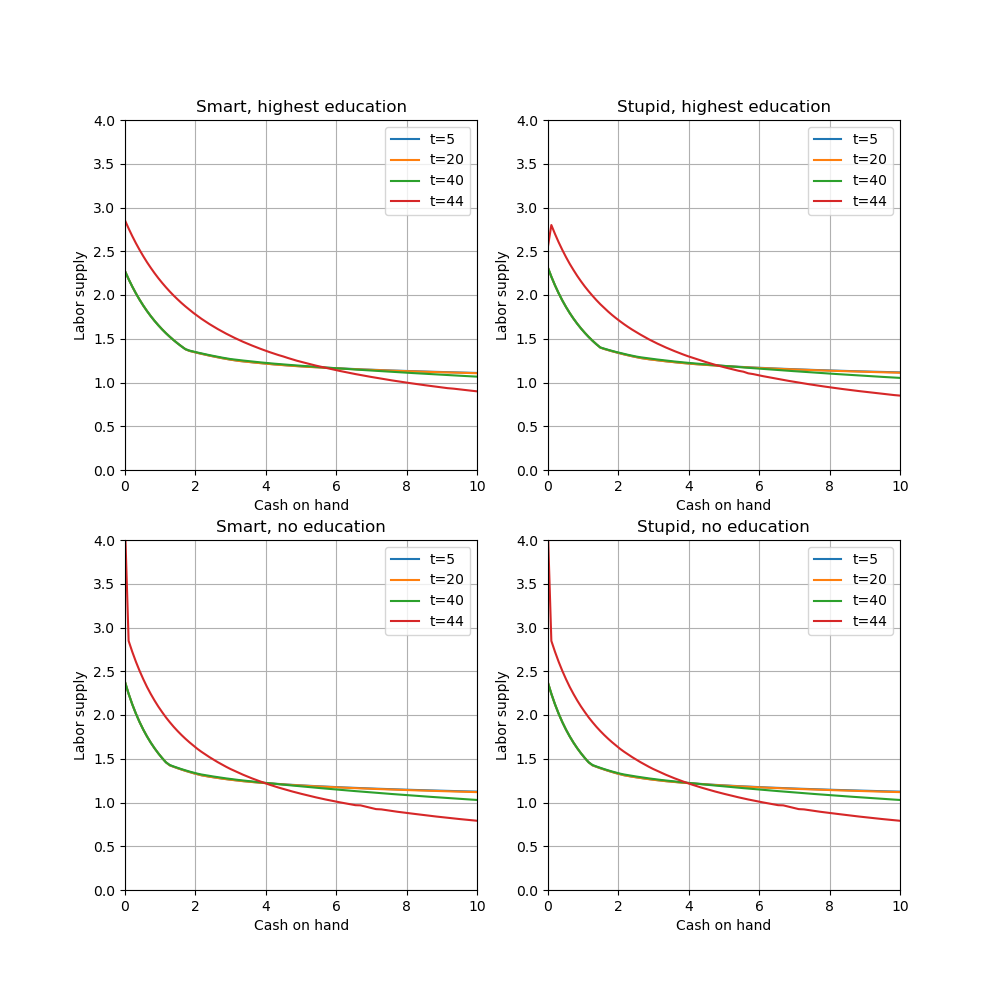 Smart, highest education
4.0
3.5
3.0
2.5
2.0
1.5
1.0
0.5
0.0
Labor supply
t=5
t=20
t=40
t=44
0 2 4 6 8 10
Cash on hand
Stupid, highest education
4.0
3.5
3.0
2.5
2.0
1.5
1.0
0.5
0.0
Labor supply
t=5
t=20
t=40
t=44
0 2 4 6 8 10
Cash on hand
Smart, no education
4.0
3.5
3.0
2.5
2.0
1.5
1.0
0.5
0.0
Labor supply
t=5
t=20
t=40
t=44
0 2 4 6 8 10
Cash on hand
Stupid, no education
4.0
3.5
3.0
2.5
2.0
1.5
1.0
0.5
0.0
Labor supply
t=5
t=20
t=40
t=44
0 2 4 6 8 10
Cash on hand